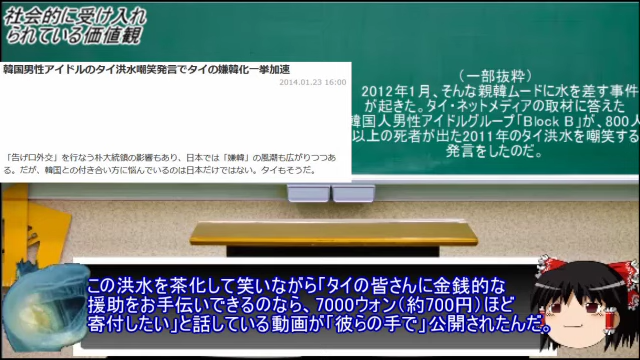 社会的に受け入れ
られている価値観
韓国男性アイドルのタイ洪水嘲笑発言でタイの嫌韓化一挙加速
2014.01.23 16:00
「告げ口外交」を行なう朴大統領の影響もあり、日本では「嫌韓」の風潮も広がりつつあ
る。だが、韓国との付き合い方に悩んでいるのは日本だけではない。タイもそうだ。
（一部抜粋）
2012年1月、そんな親韓ムードに水を差す事件
が起きた。タイ・ネットメディアの取材に答えた
韓国人男性アイドルグループ「Block B」が、800人
以上の死者が出た2011年のタイ洪水を嘲笑する
発言をしたのだ。
この洪水を茶化して笑いながら「タイの皆さんに金銭的な
援助をお手伝いできるのなら、7000ウォン（約700円）ほど
寄付したい」と話している動画が「彼らの手で」公開されたんだ。